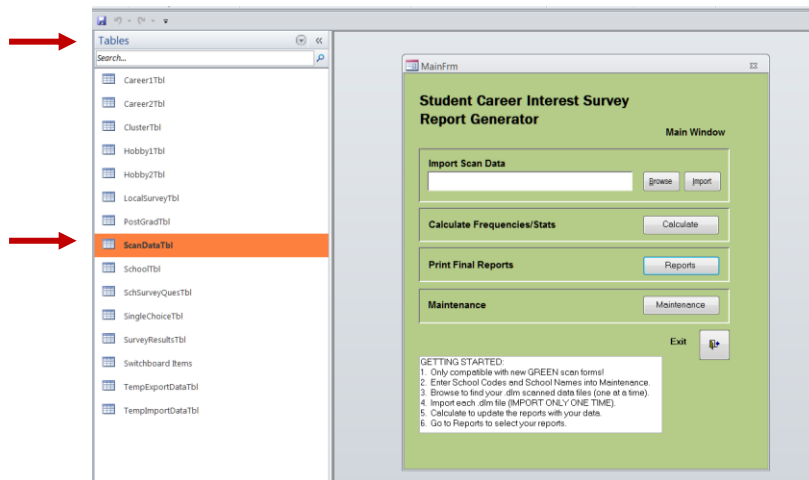 Tables
Search...
Career1Tbl
Career2Tbl
ClusterTbl
Hobby1Tbl
Hobby2Tbl
LocalSurveyTbl
PostGradTbl
ScanDataTbl
SchoolTbl
SchSurveyQuesTbl
SingleChoiceTbl
SurveyResultsTbl
Switchboard Items
TempExportDataTbl
TempImportDataTbl
MainFrm
Student Career Interest Survey
Report Generator
Main Window
Import Scan Data
Browse Import
Calculate Frequencies/Stats Calculate
Print Final Reports Reports
Maintenance Maintenance
Exit
GETTING STARTED:
1. Only compatible with new GREEN scan forms!
2. Enter School Codes and School Names into Maintenance.
3. Browse to find your .dlm scanned data files (one at a time).
4. Import each .dlm file (IMPORT ONLY ONE TIME).
5. Calculate to update the reports with your data.
6. Go to Reports to select your reports.